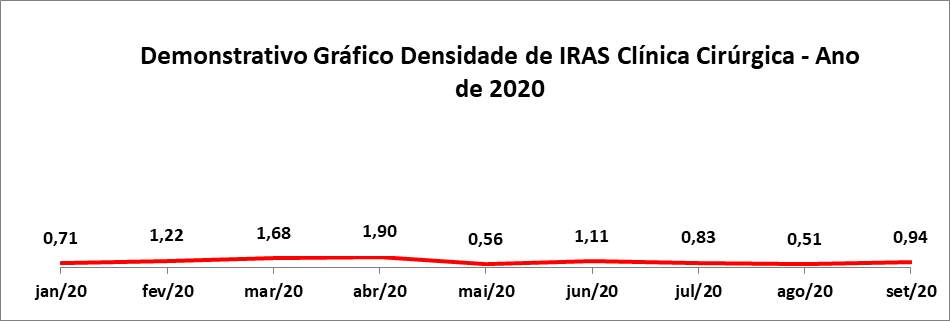 Demonstrativo Gráfico Densidade de IRAS Clínica Cirúrgica - Ano
de 2020
0,71 1,22 1,68 1,90 0,56 1,11 0,83 0,51 0,94
jan/20 fev/20 mar/20 abr/20 mai/20 jun/20 jul/20 ago/20 set/20